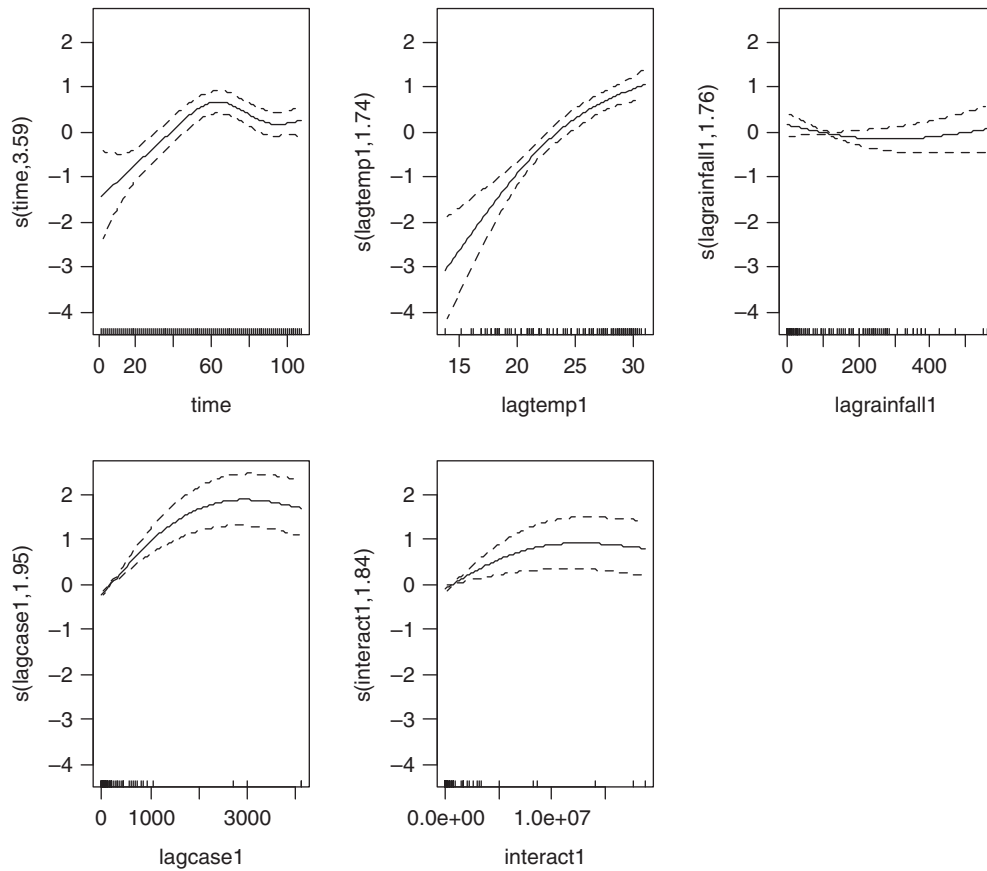 s(time,3.59)
2
1
0
−1
−2
−3
−4
0 20 60 100
time
s(lagtemp1,1.74)
2
1
0
−1
−2
−3
−4
15 20 25 30
lagtemp1
s(lagrainfall1,1.76)
2
1
0
−1
−2
−3
−4
0 200 400
lagrainfall1
s(lagcase1,1.95)
2
1
0
−1
−2
−3
−4
0 1000 3000
lagcase1
s(interact1,1.84)
2
1
0
−1
−2
−3
−4
0.0e+00 1.0e+07
interact1